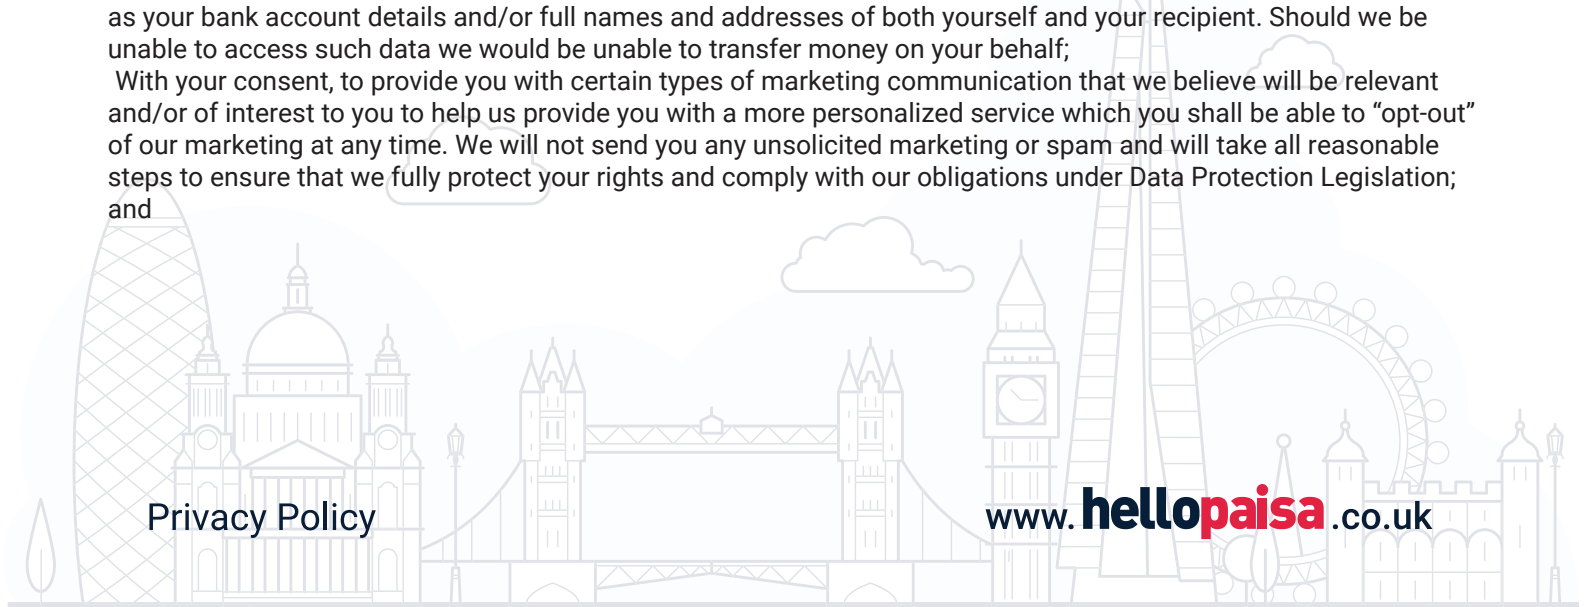 as your bank account details and/or full names and addresses of both yourself and your recipient. Should we be
unable to access such data we would be unable to transfer money on your behalf;
With your consent, to provide you with certain types of marketing communication that we believe will be relevant
and/or of interest to you to help us provide you with a more personalized service which you shall be able to “opt-out”
of our marketing at any time. We will not send you any unsolicited marketing or spam and will take all reasonable
steps to ensure that we fully protect your rights and comply with our obligations under Data Protection Legislation;
and
Privacy Policy
www.hellopaisa.co.uk